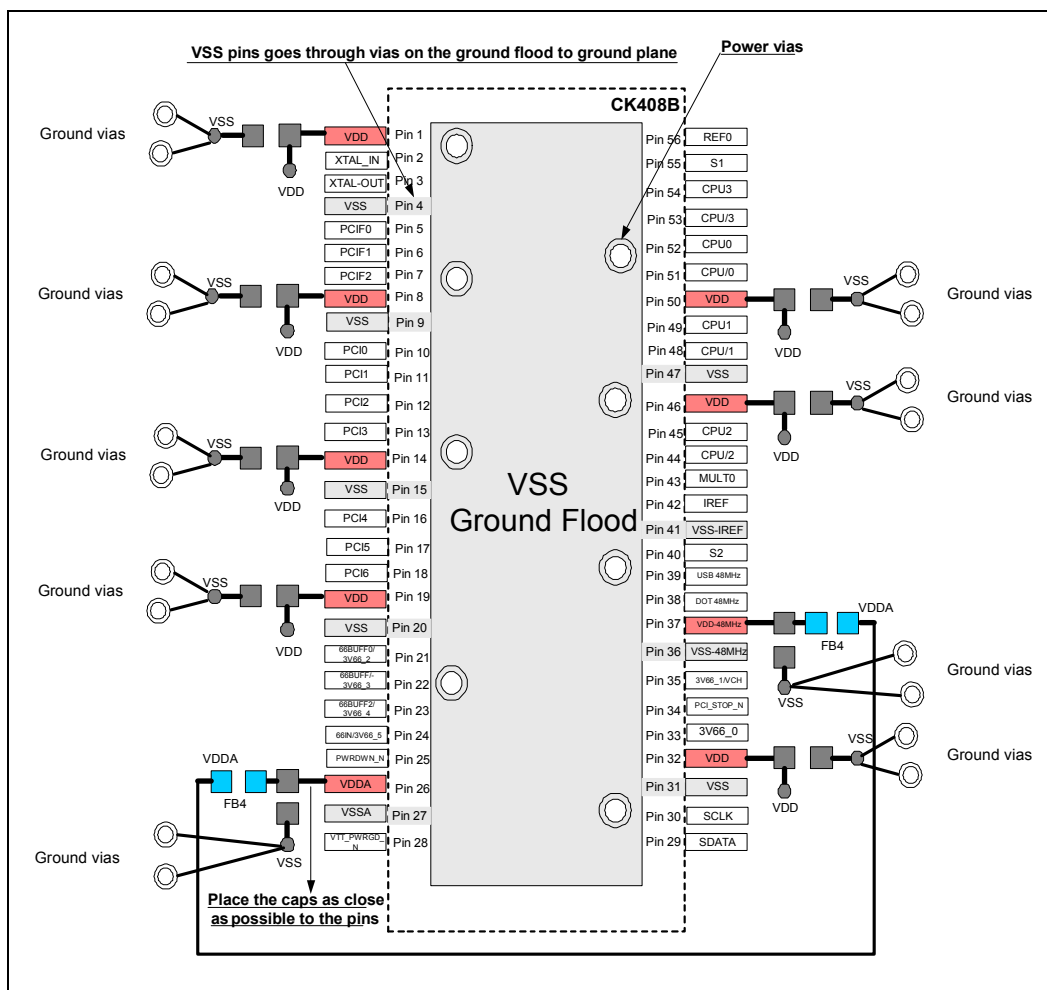 VSS pins goes through vias on the ground flood to ground plane
Power vias
CK408B
Ground vias
VSS
VDD
VDD
Pin 1
XTAL_IN
Pin 2
XTAL-OUT
Pin 3
VSS
Pin 4
PCIF0
Pin 5
PCIF1
Pin 6
PCIF2
Pin 7
Ground vias
VSS
VDD
VDD
Pin 8
VSS
Pin 9
PCI0
Pin 10
PCI1
Pin 11
PCI2
Pin 12
PCI3
Pin 13
Ground vias
VSS
VDD
VDD
Pin 14
VSS
Pin 15
PCI4
Pin 16
PCI5
Pin 17
PCI6
Pin 18
Ground vias
VSS
VDD
VDD
Pin 19
VSS
Pin 20
66BUFF0/
3V66_2
Pin 21
66BUFF/-
3V66_3
Pin 22
66BUFF2/
3V66_4
Pin 23
66IN/3V66_5
Pin 24
PWRDWN_N
Pin 25
VDDA
FB4
VDDA
Pin 26
VSSA
Pin 27
VTT_PWRGD_
N
Pin 28
Ground vias
VSS
Place the caps as close
as possible to the pins
VSS
Ground Flood
Pin 56
REF0
Pin 55
S1
Pin 54
CPU3
Pin 53
CPU/3
Pin 52
CPU0
Pin 51
CPU/0
Pin 50
VDD
VDD
VSS
Ground vias
Pin 49
CPU1
Pin 48
CPU/1
Pin 47
VSS
Pin 46
VDD
VDD
VSS
Ground vias
Pin 45
CPU2
Pin 44
CPU/2
Pin 43
MULT0
Pin 42
IREF
Pin 41
VSS-IREF
Pin 40
S2
Pin 39
USB 48MHz
Pin 38
DOT 48MHz
Pin 37
VDD-48MHz
VDDA
FB4
Pin 36
VSS-48MHz
VSS
Ground vias
Pin 35
3V66_1/VCH
Pin 34
PCI_STOP_N
Pin 33
3V66_0
Pin 32
VDD
VDD
VSS
Ground vias
Pin 31
VSS
Pin 30
SCLK
Pin 29
SDATA